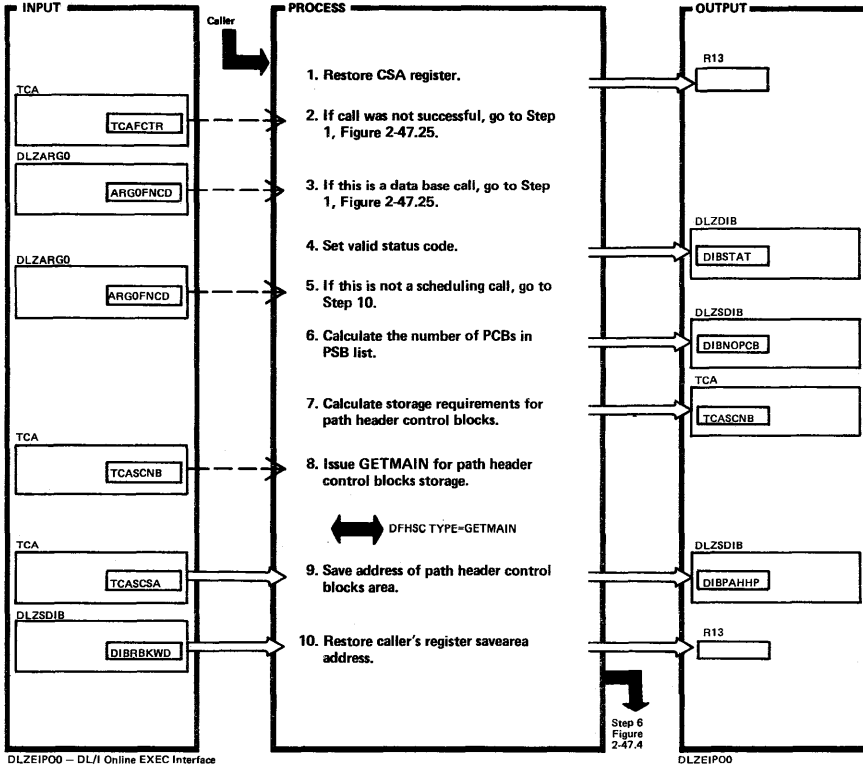 INPUT
PROCESS
OUTPUT
Caller
R13
1. Restore CSA register.
TCA
TCAFCTR
2. If call was not successful, go to Step
1, Figure 2-47.25.
DLZARG0
ARG0FNCD
3. If this is a data base call, go to Step
1, Figure 2-47.25.
DLZDIB
4. Set valid status code.
DIBSTAT
DLZARG0
ARG0FNCD
5. If this is not a scheduling call, go to
Step 10.
DLZSDIB
6. Calculate the number of PCBs in
PSB list.
DIBNOPCB
TCA
7. Calculate storage requirements for
path header control blocks.
TCASCNB
TCA
TCASCNB
8. Issue GETMAIN for path header
control blocks storage.
DFHSC TYPE=GETMAIN
TCA
TCASCSA
9. Save address of path header control
blocks area.
DLZSDIB
DIBPAHHP
DLZSDIB
DIBRBKWD
10. Restore caller's register savearea
address.
R13
Step 6
Figure
2-47.4
DLZEIPO0 – DL/I Online EXEC Interface
DLZEIPO0